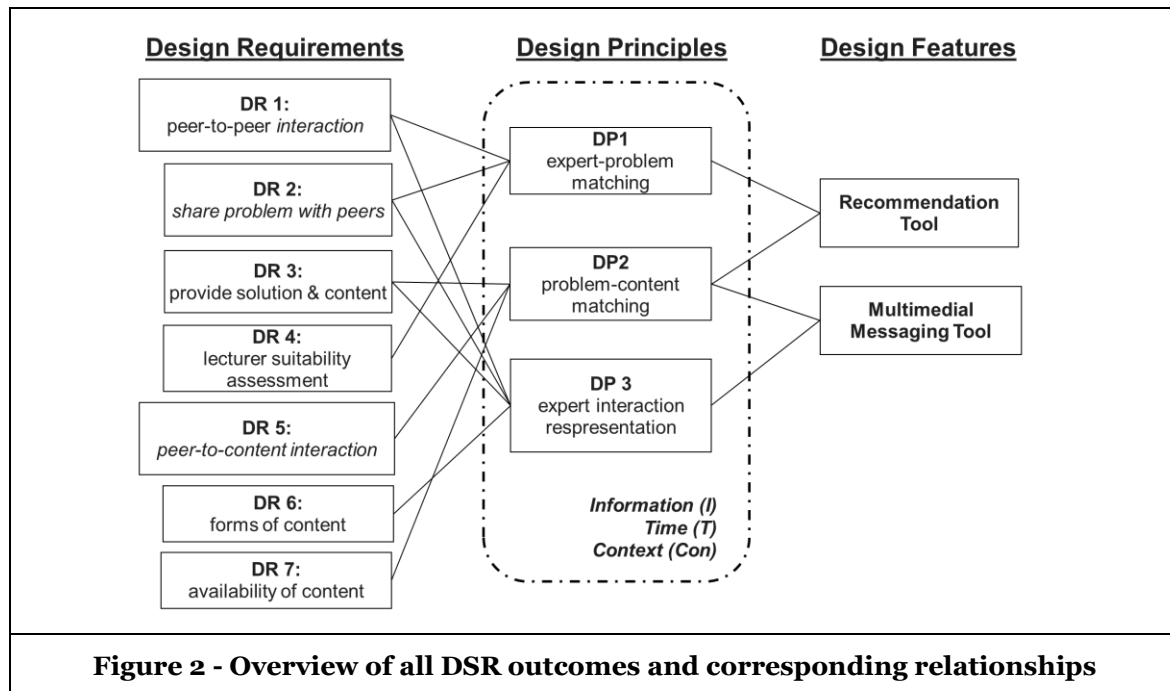 Design Requirements
Design Principles
Design Features
DR 1:
peer-to-peer interaction
DR 2:
share problem with peers
DR 3:
provide solution & content
DR 4:
lecturer suitability
assessment
DR 5:
peer-to-content interaction
DR 6:
forms of content
DR 7:
availability of content
DP1
expert-problem
matching
DP2
problem-content
matching
DP 3
expert interaction
respresentation
Information (I)
Time (T)
Context (Con)
Recommendation
Tool
Multimedial
Messaging Tool
Figure 2 - Overview of all DSR outcomes and corresponding relationships